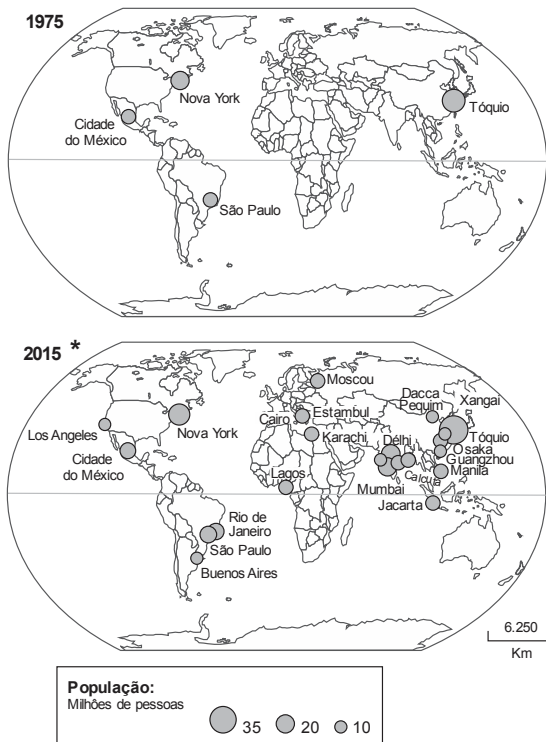 1975
Nova York
Tóquio
Cidade
do México
São Paulo
2015 *
Moscou
Dacca
Pequim
Xangai
Estambul
Cairo
Los Angeles
Nova York
Karachi
Délhi
Tóquio
Osaka
Cidade
do México
Guangzhou
Lagos
Calcutá
Manila
Mumbai
Jacarta
Rio de
Janeiro
São Paulo
Buenos Aires
6.250
Km
População:
Milhões de pessoas
35
20
10